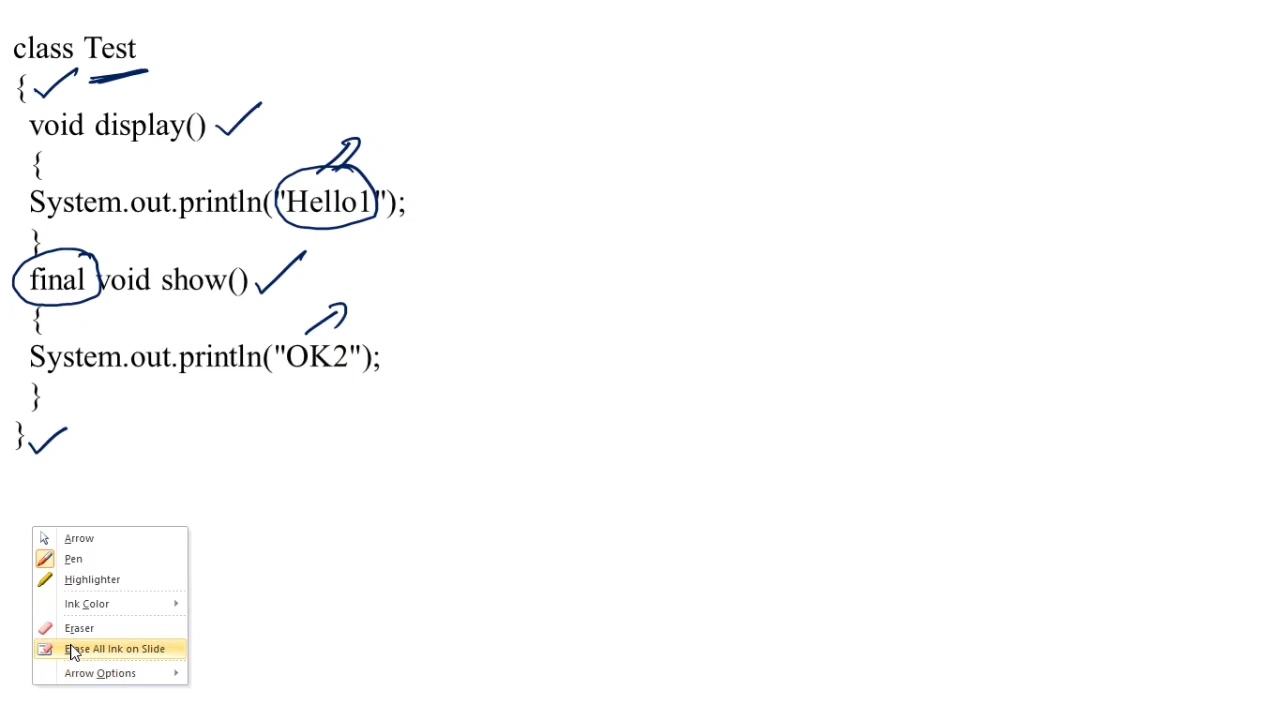 class Test
{
void display()
{
System.out.println("Hello1");
}
final void show()
{
System.out.println("OK2");
}
}
Arrow
Pen
Highlighter
Ink Color
Eraser
Erase All Ink on Slide
Arrow Options